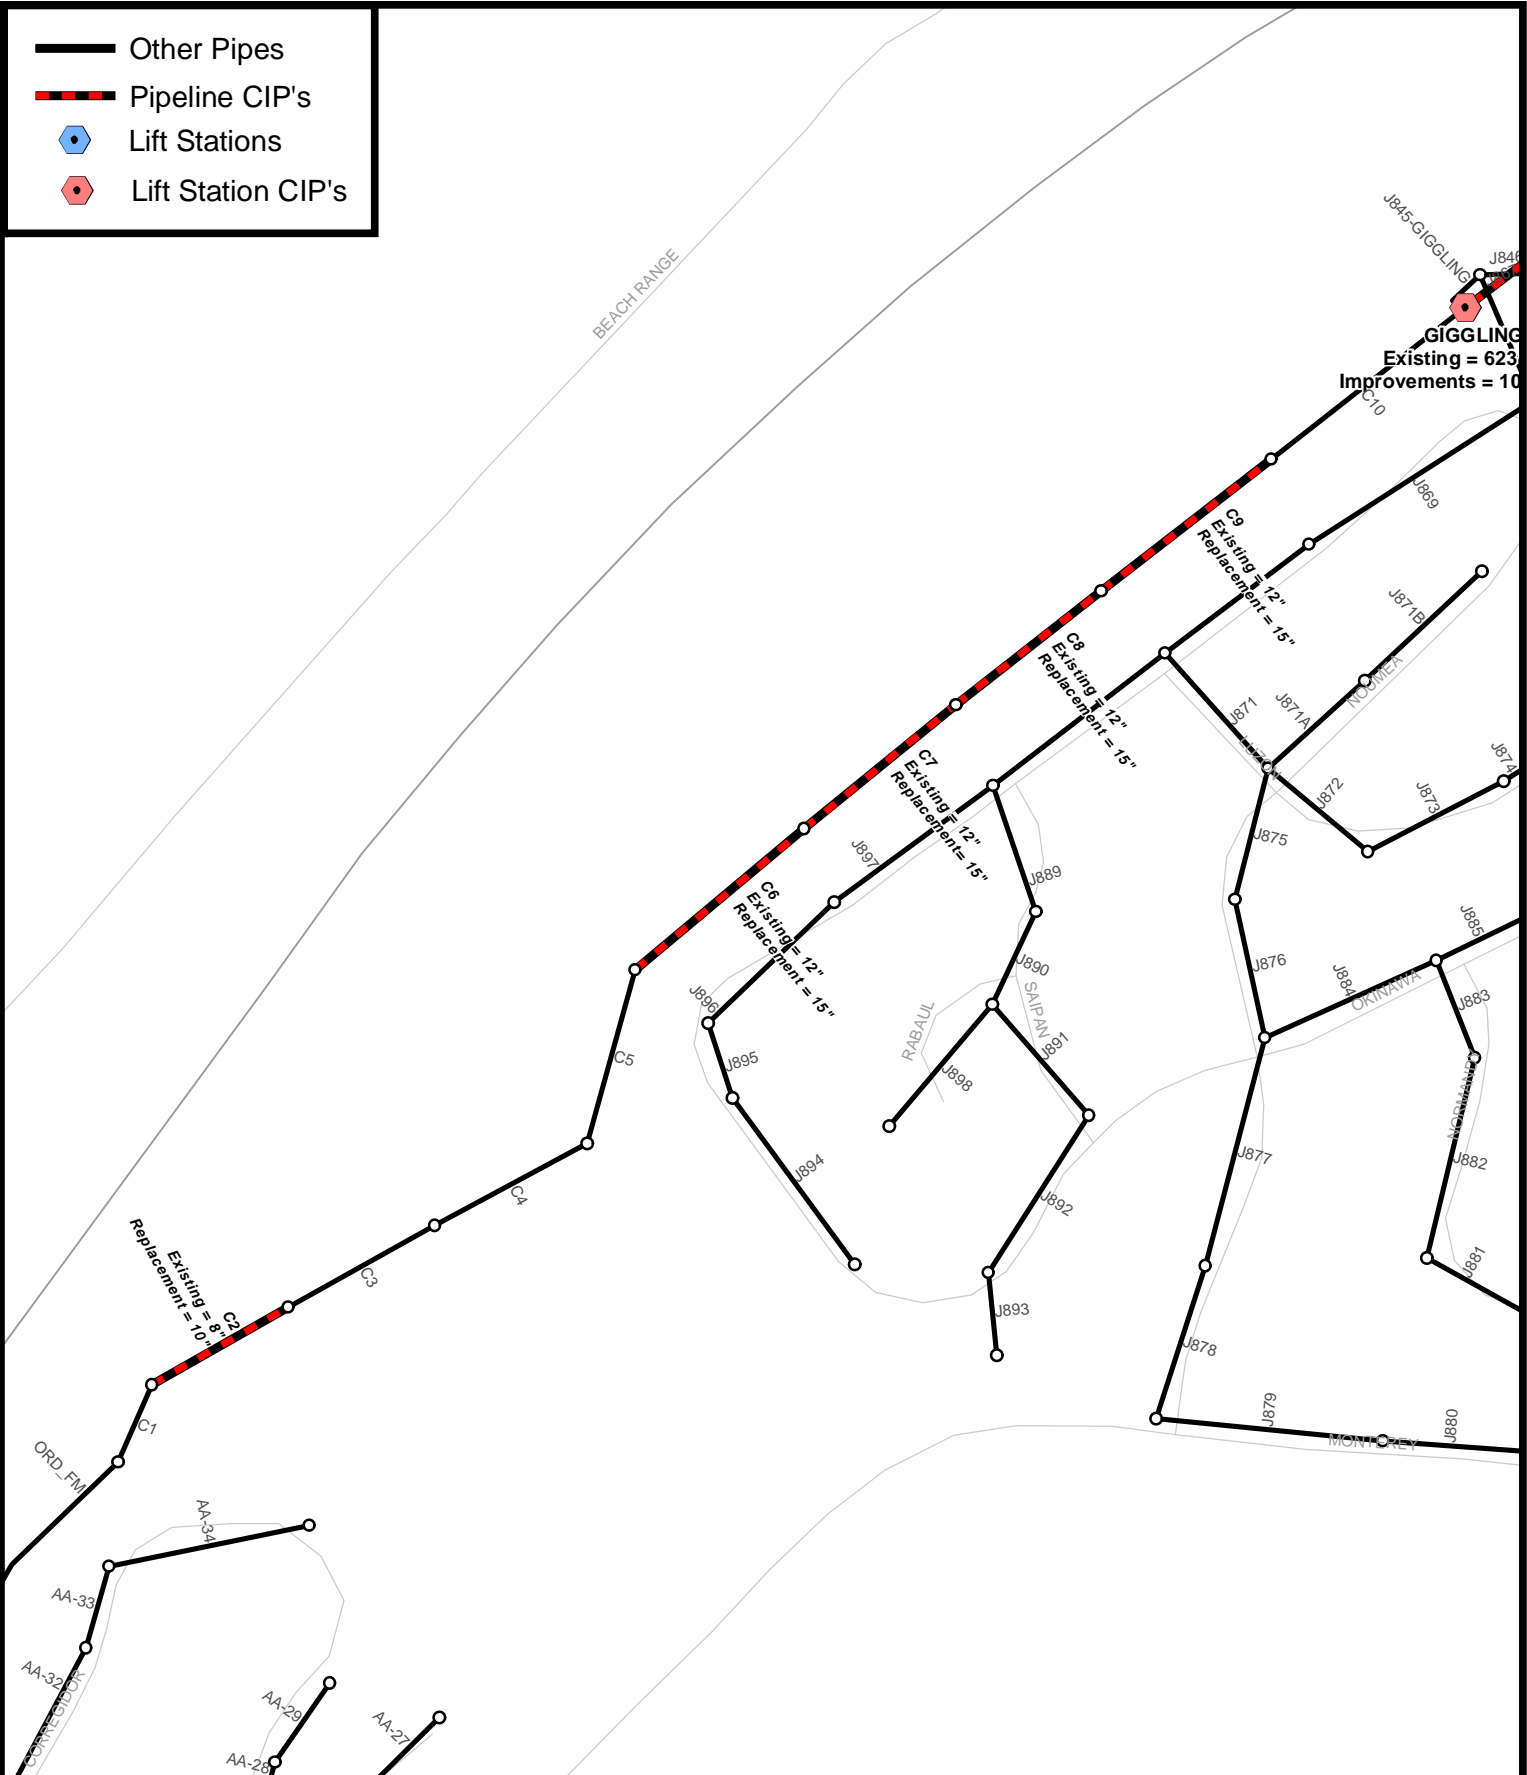 Other Pipes
Pipeline CIP's
Lift Stations
Lift Station CIP's
BEACH RANGE
J845-GIGGLING
J846
GIGGLING
Existing = 623
Improvements = 10
C10
J869
C9
Existing = 12"
Replacement = 15"
J871B
NOUMEA
C8
Existing = 12"
Replacement = 15"
J871
J871A
LUZON
J872
J873
J874
C7
Existing = 12"
Replacement = 15"
J875
J897
J889
C6
Existing = 12"
Replacement = 15"
J885
J876
J884
OKINAWA
J883
J890
J896
SAIPAN
RABAUL
J891
C5
J895
J898
NORMANDY
J877
J882
J894
C4
J892
J881
C3
C2
Existing = 8"
Replacement = 10"
J893
J878
J879
J880
MONTEREY
C1
ORD_FM
AA-34
AA-33
AA-32
CORREGIDOR
AA-29
AA-27
AA-28